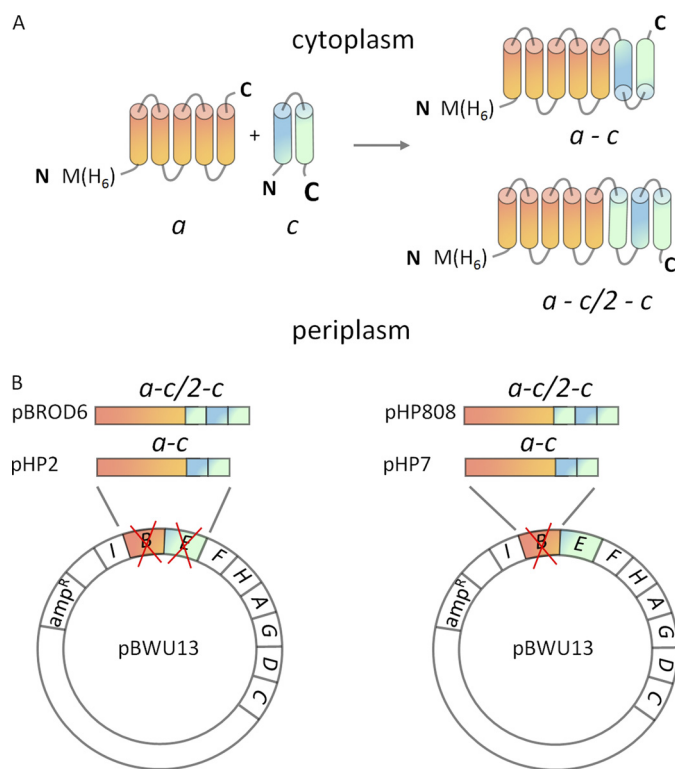 A
cytoplasm
C
C
N M(H6)
+
N
C
a
c
N M(H6)
a - c
N M(H6)
C
a - c/2 - c
periplasm
B
a-c/2-c
pBROD6
a-c
pHP2
a-c/2-c
pHP808
a-c
pHP7
ampR I B E F H A G D C
pBWU13
ampR I B E F H A G D C
pBWU13